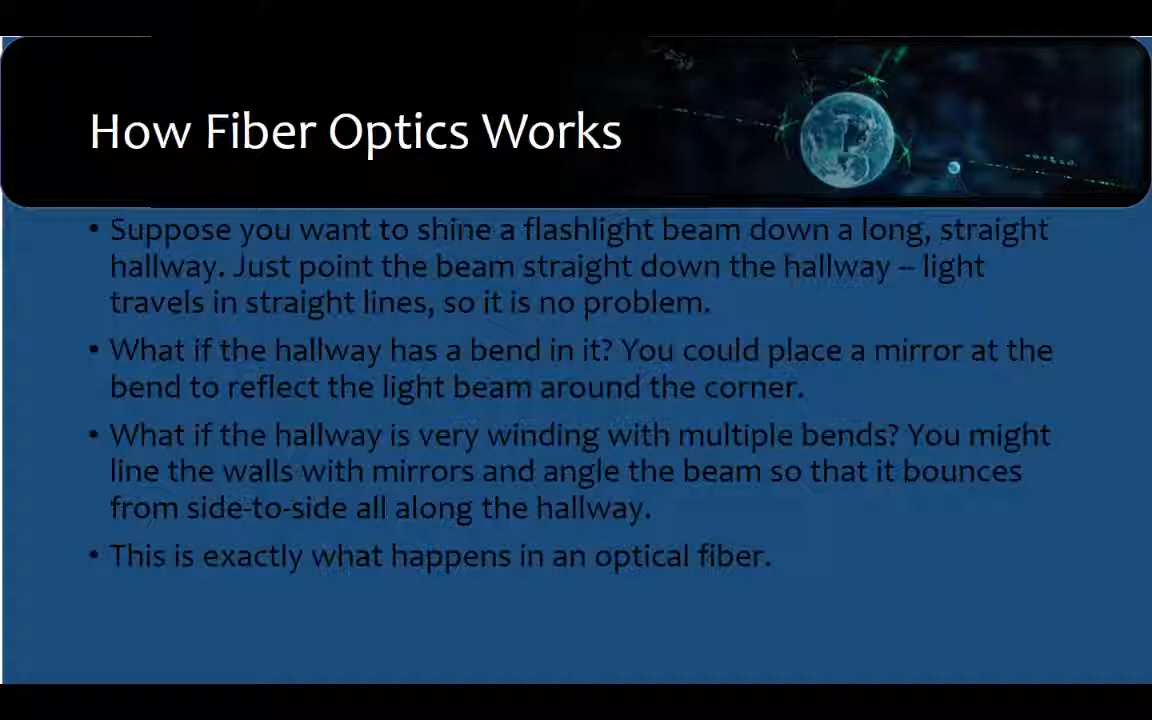 How Fiber Optics Works
• Suppose you want to shine a flashlight beam down a long, straight
hallway. Just point the beam straight down the hallway -- light
travels in straight lines, so it is no problem.
• What if the hallway has a bend in it? You could place a mirror at the
bend to reflect the light beam around the corner.
• What if the hallway is very winding with multiple bends? You might
line the walls with mirrors and angle the beam so that it bounces
from side-to-side all along the hallway.
• This is exactly what happens in an optical fiber.